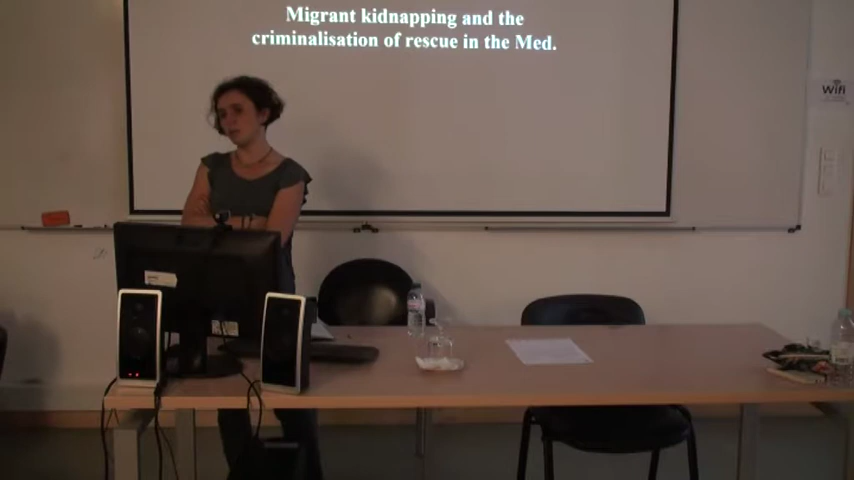 Migrant kidnapping and the
criminalisation of rescue in the Med.
Wifi